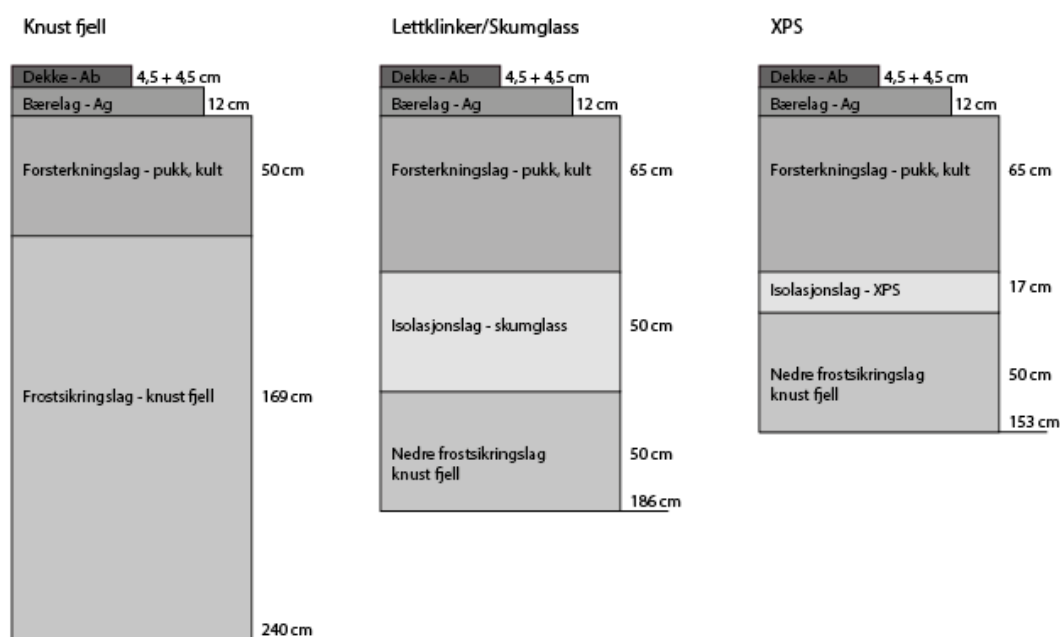 Knust fjell
Dekke - Ab 4,5 + 4,5 cm
Bærelag - Ag 12 cm
Forsterkningslag - pukk, kult 50 cm
Frostsikringslag - knust fjell 169 cm
240 cm
Lettklinker/Skumglass
Dekke - Ab 4,5 + 4,5 cm
Bærelag - Ag 12 cm
Forsterkningslag - pukk, kult 65 cm
Isolasjonslag - skumglass 50 cm
Nedre frostsikringslag 50 cm
knust fjell
186 cm
XPS
Dekke - Ab 4,5 + 4,5 cm
Bærelag - Ag 12 cm
Forsterkningslag - pukk, kult 65 cm
Isolasjonslag - XPS 17 cm
Nedre frostsikringslag 50 cm
knust fjell
153 cm